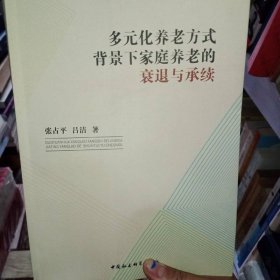 多元化养老方式
背景下家庭养老的
衰退与承续
张占平 吕洁 著